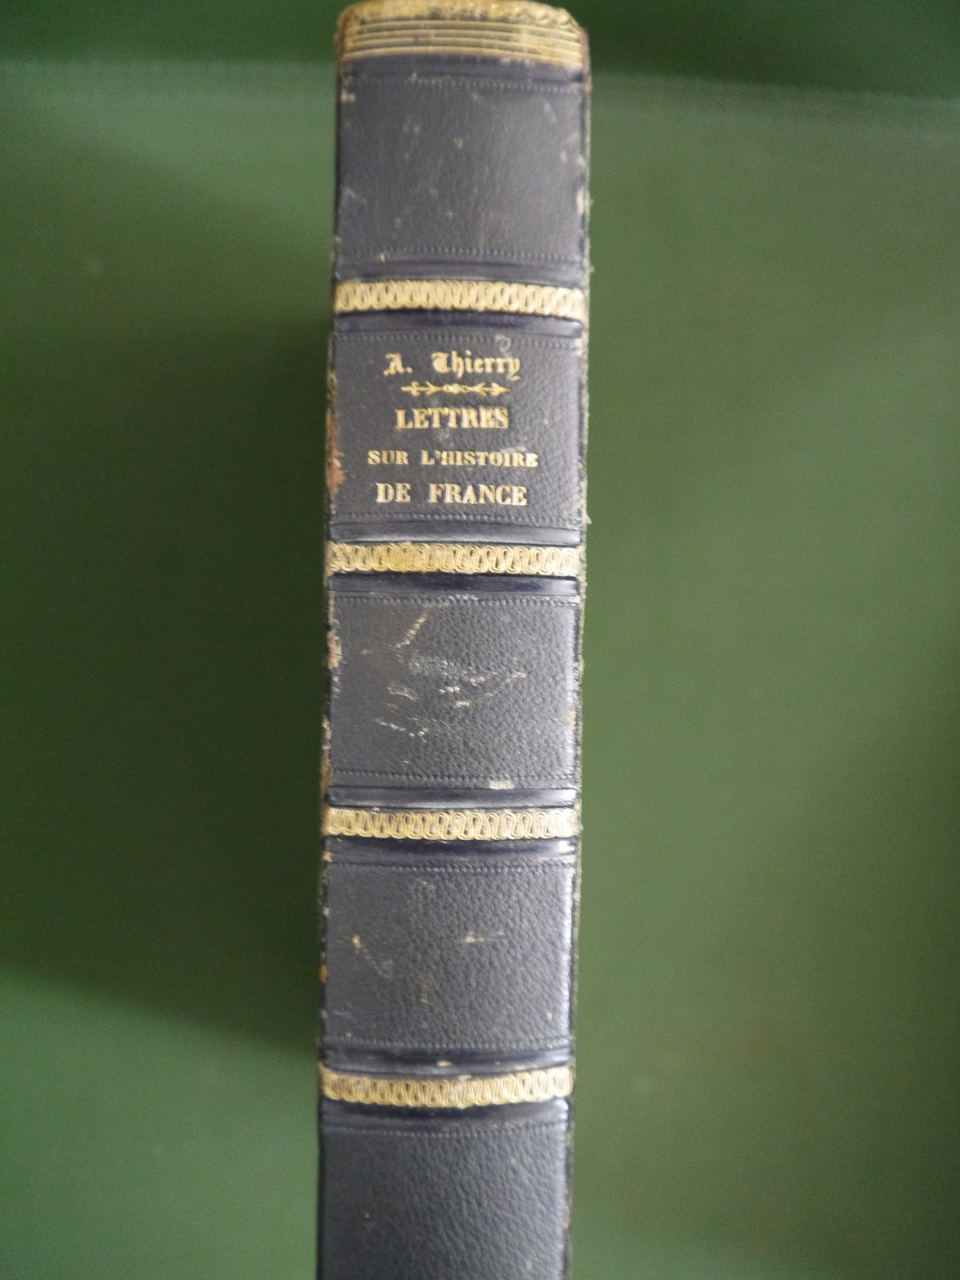 A. Thierry
LETTRES
SUR L'HISTOIRE
DE FRANCE